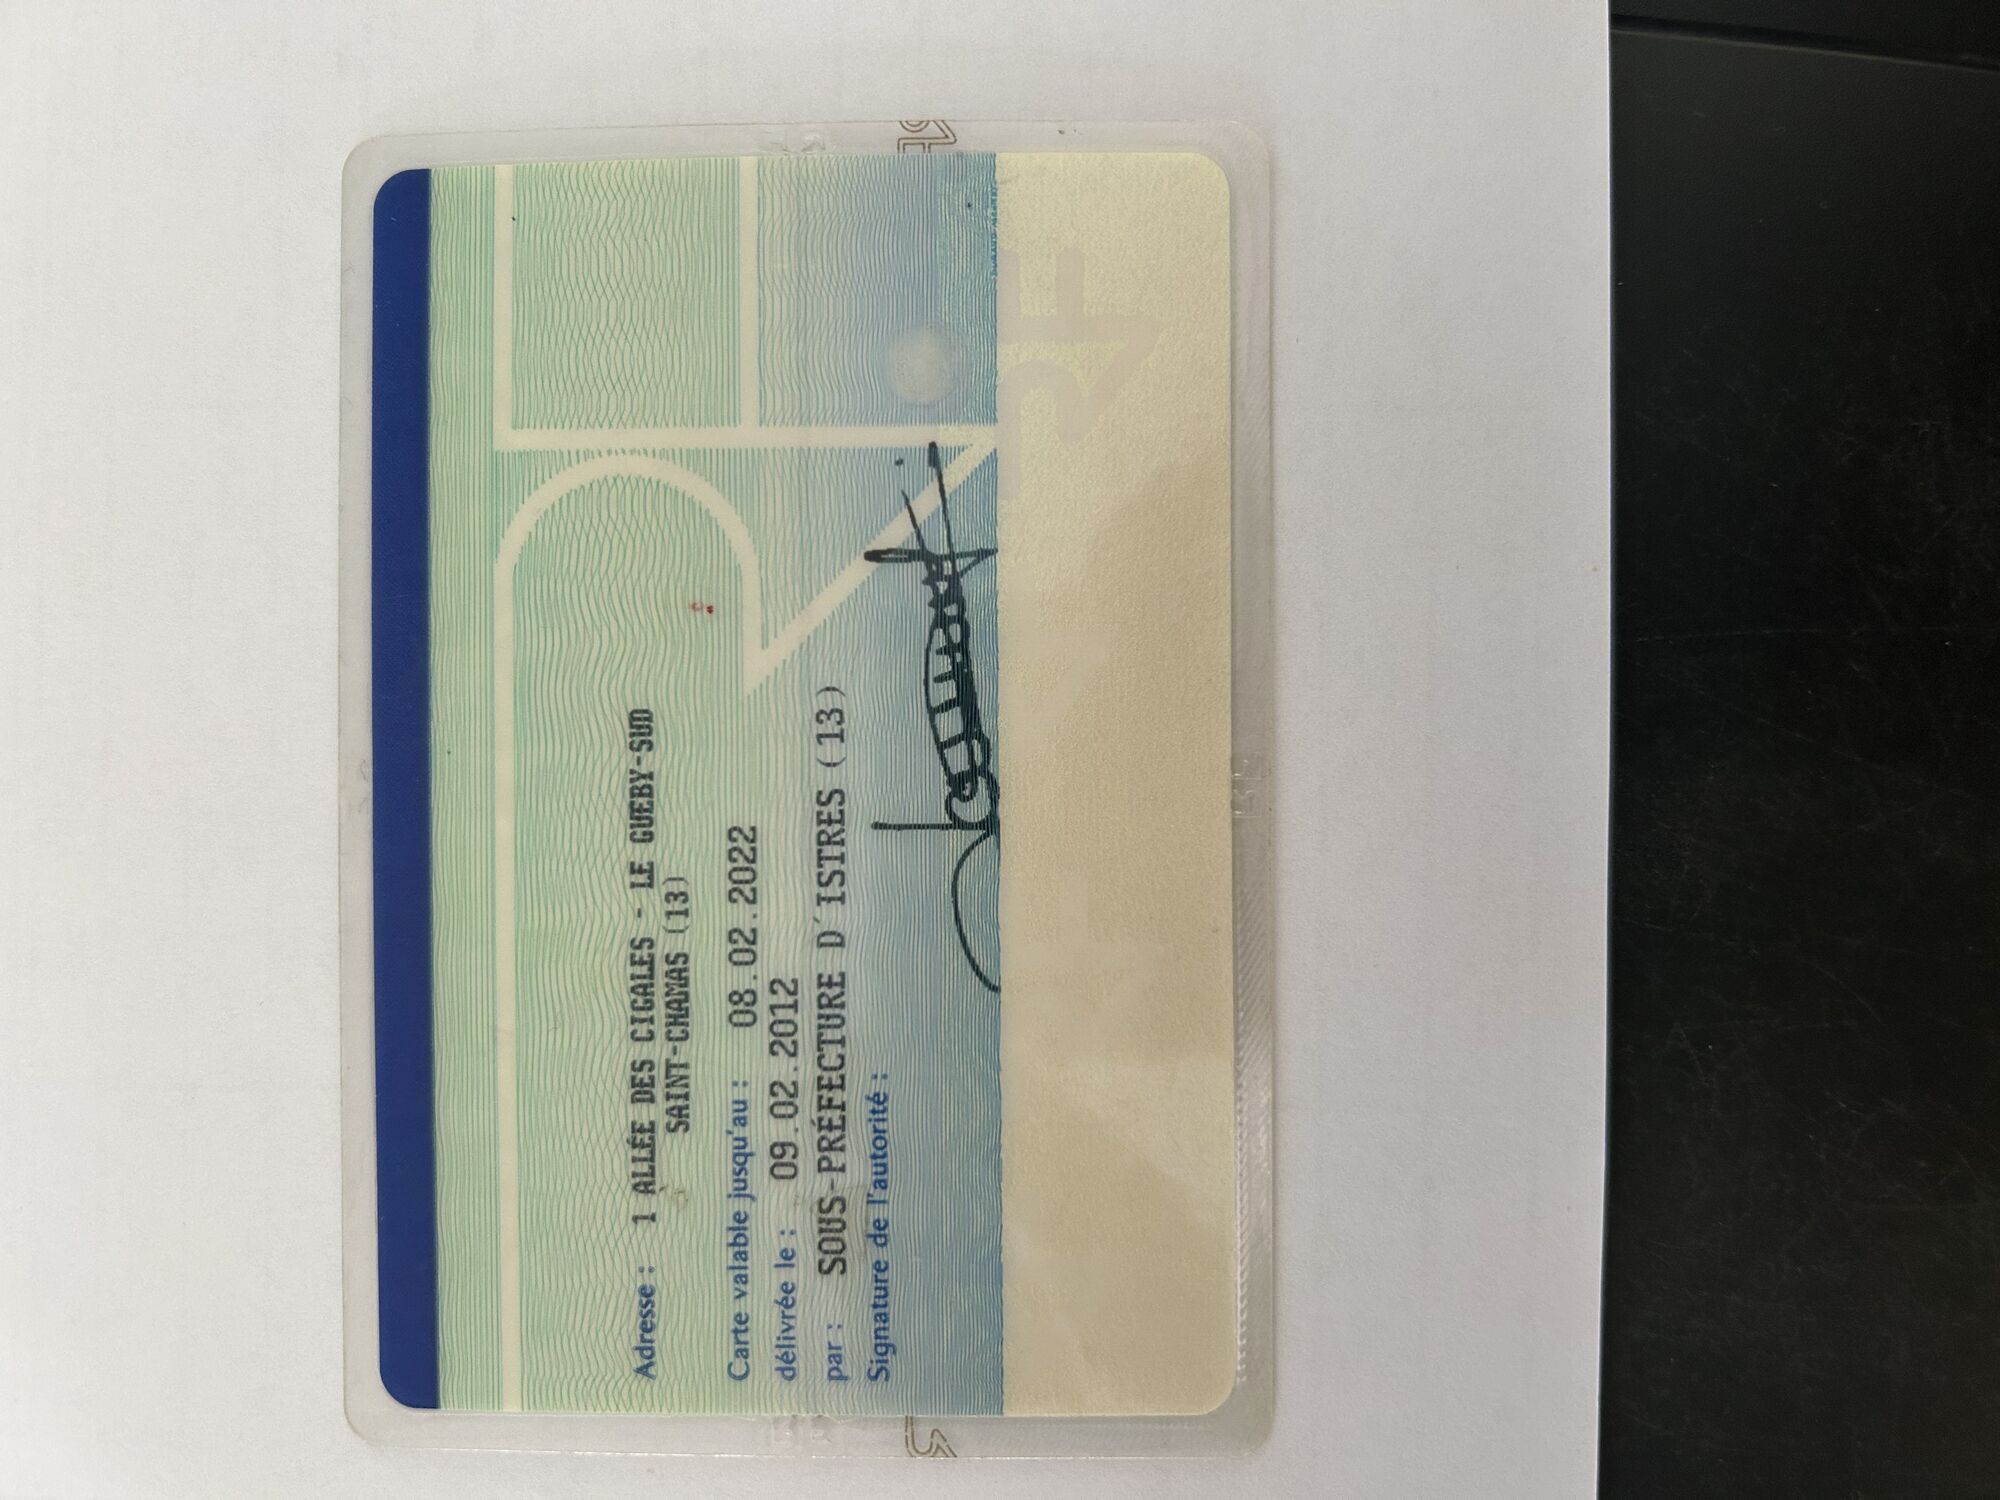 Adresse : 1 ALLÉE DES CIGALES - LE GUEBY-SUD
SAINT-CHAMAS (13)
Carte valable jusqu'au : 08.02.2022
délivrée le : 09.02.2012
par : SOUS-PRÉFECTURE D'ISTRES (13)
Signature de l'autorité :
RF